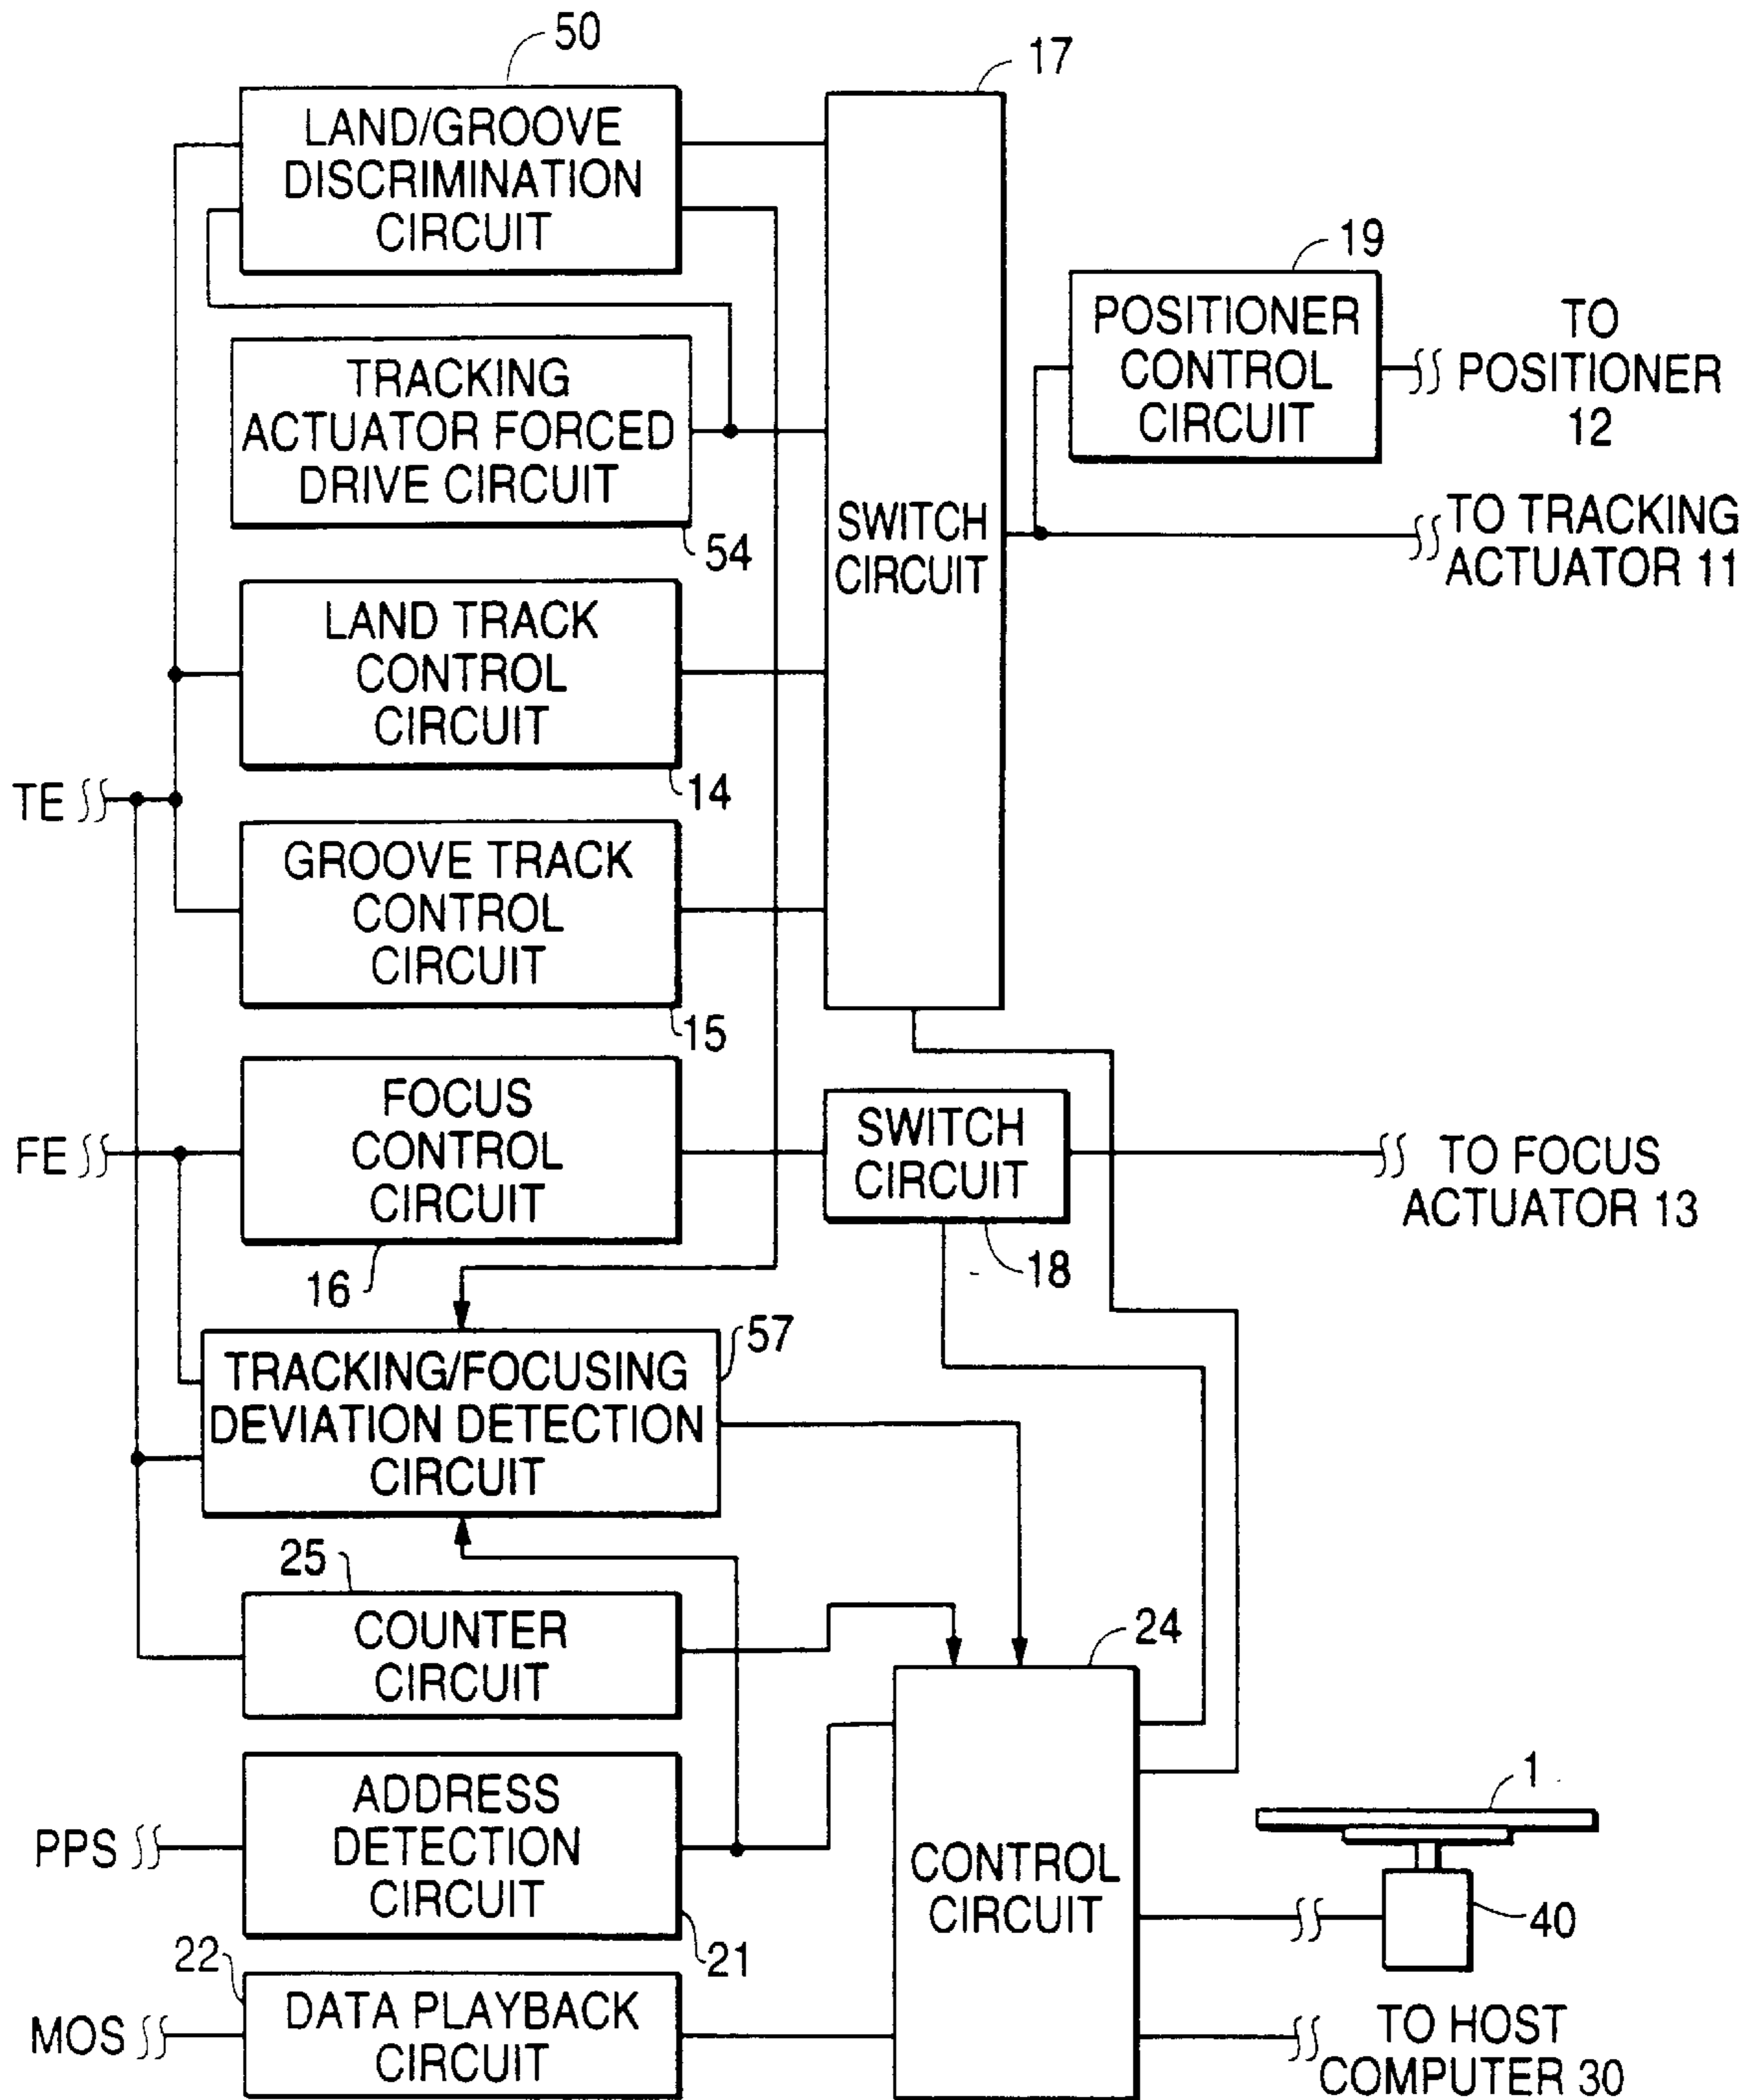 50
17
LAND/GROOVE
DISCRIMINATION
CIRCUIT
19
POSITIONER
CONTROL
CIRCUIT
TO
POSITIONER
12
TRACKING
ACTUATOR FORCED
DRIVE CIRCUIT
54
SWITCH
CIRCUIT
TO TRACKING
ACTUATOR 11
LAND TRACK
CONTROL
CIRCUIT
14
TE
GROOVE TRACK
CONTROL
CIRCUIT
15
FE
FOCUS
CONTROL
CIRCUIT
16
SWITCH
CIRCUIT
18
TO FOCUS
ACTUATOR 13
57
TRACKING/FOCUSING
DEVIATION DETECTION
CIRCUIT
25
COUNTER
CIRCUIT
24
PPS
ADDRESS
DETECTION
CIRCUIT
21
CONTROL
CIRCUIT
1
40
22
MOS
DATA PLAYBACK
CIRCUIT
TO HOST
COMPUTER 30